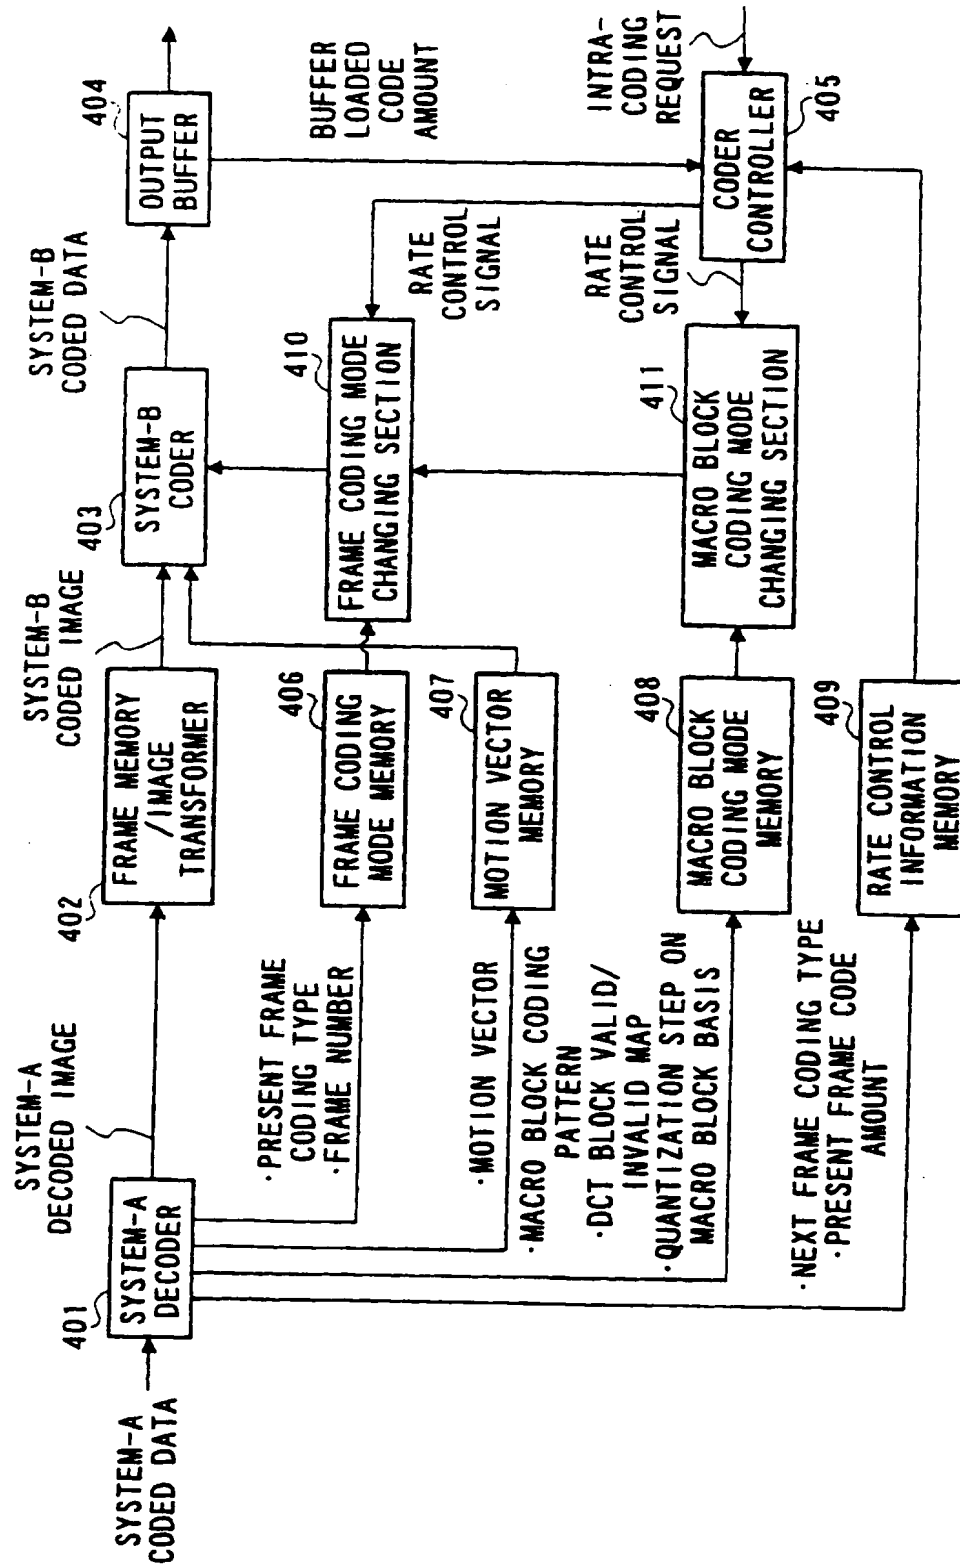 SYSTEM-A
CODED DATA
401
SYSTEM-A
DECODER
SYSTEM-A
DECODED IMAGE
402
FRAME MEMORY
/IMAGE
TRANSFORMER
SYSTEM-B
CODED IMAGE
403
SYSTEM-B
CODER
SYSTEM-B
CODED DATA
404
OUTPUT
BUFFER
·PRESENT FRAME
CODING TYPE
·FRAME NUMBER
406
FRAME CODING
MODE MEMORY
410
FRAME CODING MODE
CHANGING SECTION
RATE
CONTROL
SIGNAL
BUFFER
LOADED
CODE
AMOUNT
·MOTION VECTOR
407
MOTION VECTOR
MEMORY
·MACRO BLOCK CODING
PATTERN
·DCT BLOCK VALID/
INVALID MAP
·QUANTIZATION STEP ON
MACRO BLOCK BASIS
408
MACRO BLOCK
CODING MODE
MEMORY
411
MACRO BLOCK
CODING MODE
CHANGING SECTION
RATE
CONTROL
SIGNAL
INTRA-
CODING
REQUEST
CODER
CONTROLLER
405
·NEXT FRAME CODING TYPE
·PRESENT FRAME CODE
AMOUNT
409
RATE CONTROL
INFORMATION
MEMORY